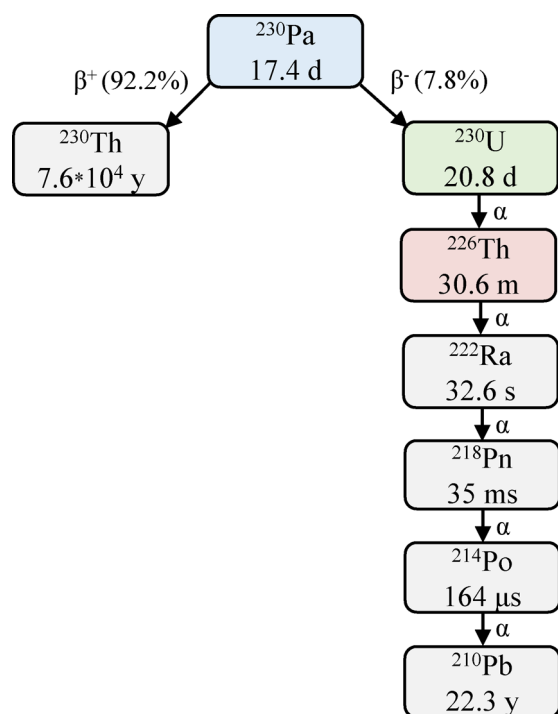 ²³⁰Pa
17.4 d
β⁺ (92.2%)
β⁻ (7.8%)
²³⁰Th
7.6*10⁴ y
²³⁰U
20.8 d
α
²²⁶Th
30.6 m
α
²²²Ra
32.6 s
α
²¹⁸Pn
35 ms
α
²¹⁴Po
164 μs
α
²¹⁰Pb
22.3 y